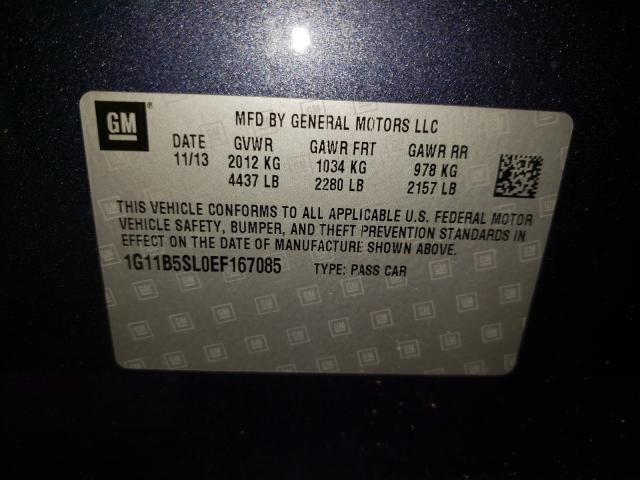 GM
MFD BY GENERAL MOTORS LLC
DATE GVWR GAWR FRT GAWR RR
11/13 2012 KG 1034 KG 978 KG
4437 LB 2280 LB 2157 LB
THIS VEHICLE CONFORMS TO ALL APPLICABLE U.S. FEDERAL MOTOR
VEHICLE SAFETY, BUMPER, AND THEFT PREVENTION STANDARDS IN
EFFECT ON THE DATE OF MANUFACTURE SHOWN ABOVE.
1G11B5SL0EF167085 TYPE: PASS CAR